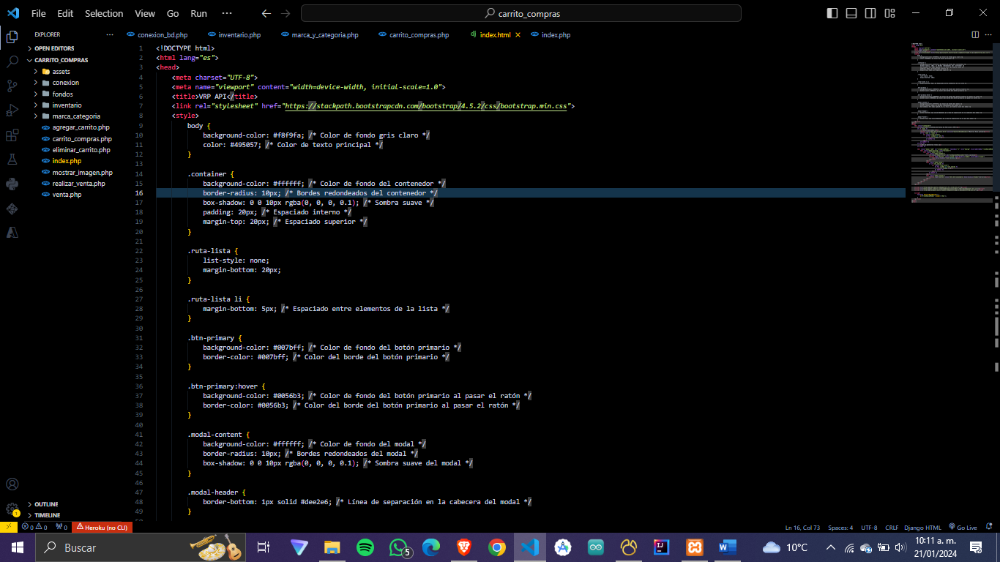 File Edit Selection View Go Run ··· carrito_compras
EXPLORER ···
conexion_bd.php inventario.php marca_y_categoria.php carrito_compras.php index.html index.php
OPEN EDITORS
CARRITO_COMPRAS
assets
conexion
fondos
inventario
marca_categoria
agregar_carrito.php
carrito_compras.php
eliminar_carrito.php
index.php
mostrar_imagen.php
realizar_venta.php
venta.php
OUTLINE
TIMELINE
1 <!DOCTYPE html>
2 <html lang="es">
3 <head>
4 <meta charset="UTF-8">
5 <meta name="viewport" content="width=device-width, initial-scale=1.0">
6 <title>VRP API</title>
7 <link rel="stylesheet" href="https://stackpath.bootstrapcdn.com/bootstrap/4.5.2/css/bootstrap.min.css">
8 <style>
9 body {
10 background-color: #f8f9fa; /* Color de fondo gris claro */
11 color: #495057; /* Color de texto principal */
12 }
13
14 .container {
15 background-color: #ffffff; /* Color de fondo del contenedor */
16 border-radius: 10px; /* Bordes redondeados del contenedor */
17 box-shadow: 0 0 10px rgba(0, 0, 0, 0.1); /* Sombra suave */
18 padding: 20px; /* Espaciado interno */
19 margin-top: 20px; /* Espaciado superior */
20 }
21
22 .ruta-lista {
23 list-style: none;
24 margin-bottom: 20px;
25 }
26
27 .ruta-lista li {
28 margin-bottom: 5px; /* Espaciado entre elementos de la lista */
29 }
30
31 .btn-primary {
32 background-color: #007bff; /* Color de fondo del botón primario */
33 border-color: #007bff; /* Color del borde del botón primario */
34 }
35
36 .btn-primary:hover {
37 background-color: #0056b3; /* Color de fondo del botón primario al pasar el ratón */
38 border-color: #0056b3; /* Color del borde del botón primario al pasar el ratón */
39 }
40
41 .modal-content {
42 background-color: #ffffff; /* Color de fondo del modal */
43 border-radius: 10px; /* Bordes redondeados del modal */
44 box-shadow: 0 0 10px rgba(0, 0, 0, 0.1); /* Sombra suave del modal */
45 }
46
47 .modal-header {
48 border-bottom: 1px solid #dee2e6; /* Línea de separación en la cabecera del modal */
49 }
0 0 0 Heroku (no CLI) Ln 16, Col 73 Spaces: 4 UTF-8 CRLF Django HTML Go Live
Buscar 5 10°C 10:11 a. m.
21/01/2024